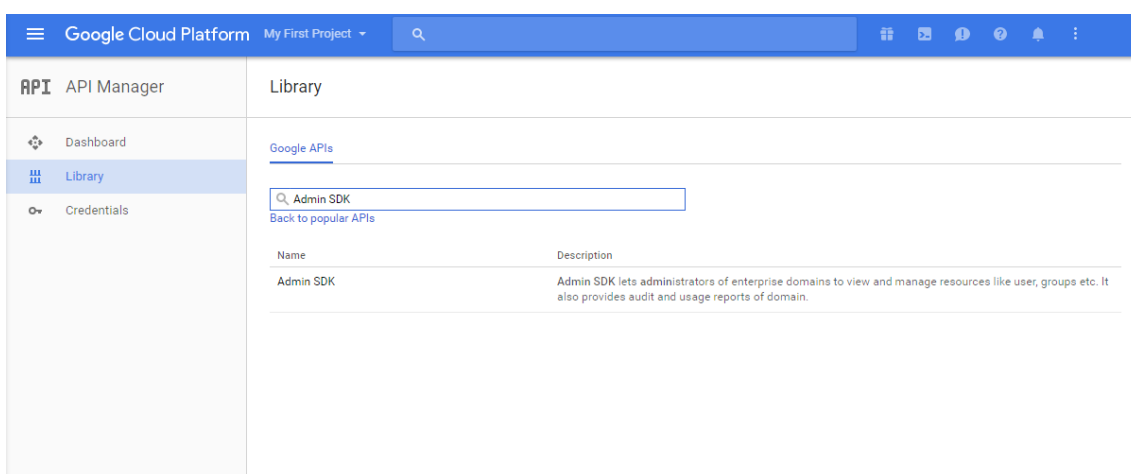 Google Cloud Platform My First Project
API API Manager
Library
Dashboard
Library
Credentials
Google APIs
Admin SDK
Back to popular APIs
Name Description
Admin SDK Admin SDK lets administrators of enterprise domains to view and manage resources like user, groups etc. It
also provides audit and usage reports of domain.